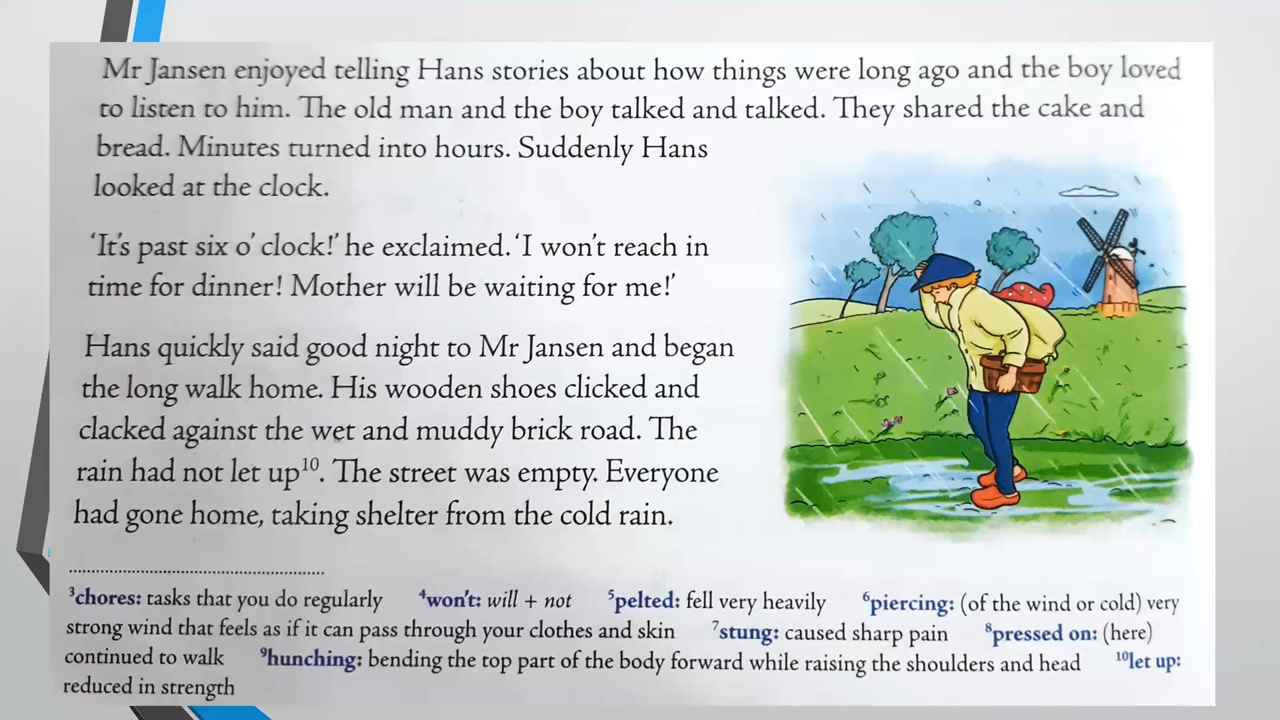 Mr Jansen enjoyed telling Hans stories about how things were long ago and the boy loved
to listen to him. The old man and the boy talked and talked. They shared the cake and
bread. Minutes turned into hours. Suddenly Hans
looked at the clock.
‘It’s past six o’ clock!’ he exclaimed. ‘I won’t reach in
time for dinner! Mother will be waiting for me!’
Hans quickly said good night to Mr Jansen and began
the long walk home. His wooden shoes clicked and
clacked against the wet and muddy brick road. The
rain had not let up¹⁰. The street was empty. Everyone
had gone home, taking shelter from the cold rain.
³chores: tasks that you do regularly ⁴won’t: will + not ⁵pelted: fell very heavily ⁶piercing: (of the wind or cold) very
strong wind that feels as if it can pass through your clothes and skin ⁷stung: caused sharp pain ⁸pressed on: (here)
continued to walk ⁹hunching: bending the top part of the body forward while raising the shoulders and head ¹⁰let up:
reduced in strength